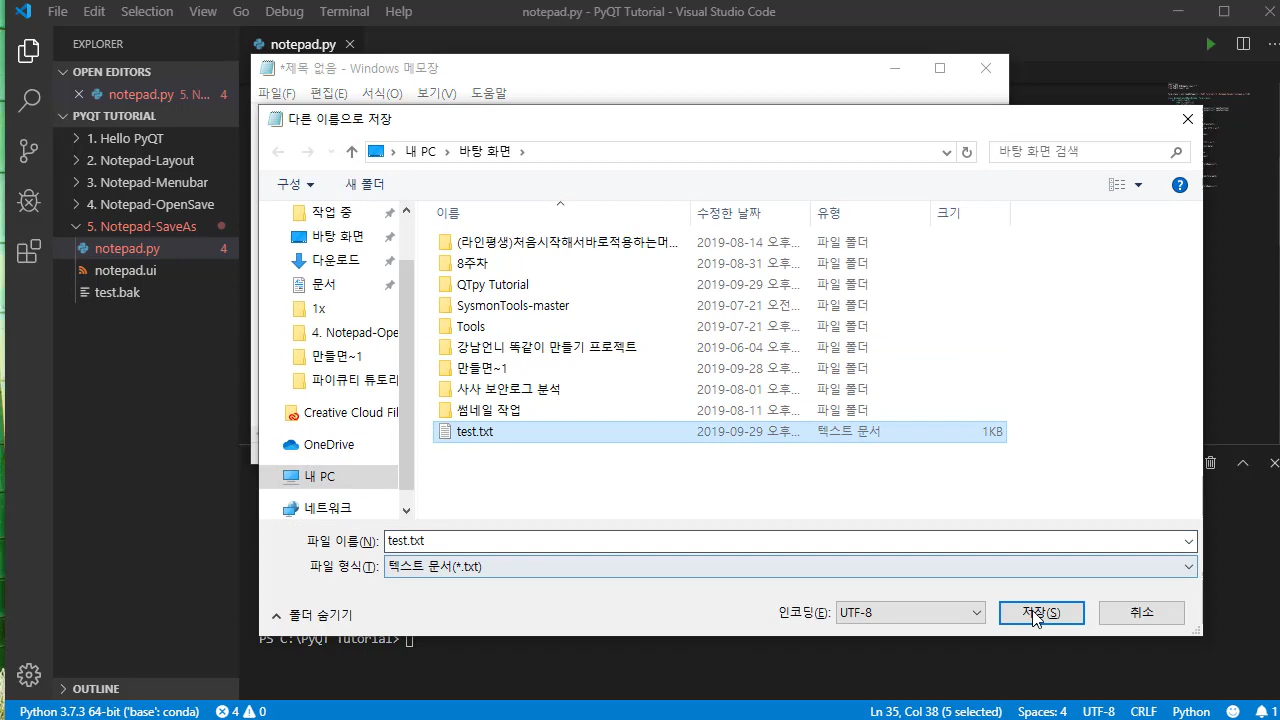 File Edit Selection View Go Debug Terminal Help notepad.py - PyQT Tutorial - Visual Studio Code
EXPLORER
OPEN EDITORS
notepad.py 5. N... 4
PYQT TUTORIAL
1. Hello PyQT
2. Notepad-Layout
3. Notepad-Menubar
4. Notepad-OpenSave
5. Notepad-SaveAs
notepad.py 4
notepad.ui
test.bak
OUTLINE
notepad.py
*제목 없음 - Windows 메모장
파일(F) 편집(E) 서식(O) 보기(V) 도움말
다른 이름으로 저장
내 PC 바탕 화면
바탕 화면 검색
구성 새 폴더
작업 중
바탕 화면
다운로드
문서
1x
4. Notepad-Ope
만들면~1
파이큐티 튜토리
Creative Cloud Fil
OneDrive
내 PC
네트워크
이름 수정한 날짜 유형 크기
(라인평생)처음시작해서바로적용하는머... 2019-08-14 오후... 파일 폴더
8주차 2019-08-31 오후... 파일 폴더
QTpy Tutorial 2019-09-29 오후... 파일 폴더
SysmonTools-master 2019-07-21 오전... 파일 폴더
Tools 2019-07-21 오후... 파일 폴더
강남언니 똑같이 만들기 프로젝트 2019-06-04 오후... 파일 폴더
만들면~1 2019-09-28 오후... 파일 폴더
사사 보안로그 분석 2019-08-01 오후... 파일 폴더
썸네일 작업 2019-08-11 오후... 파일 폴더
test.txt 2019-09-29 오후... 텍스트 문서 1KB
파일 이름(N): test.txt
파일 형식(T): 텍스트 문서(*.txt)
폴더 숨기기 인코딩(E): UTF-8 저장(S) 취소
PS C:\PyQT Tutorial>
Python 3.7.3 64-bit ('base': conda) 4 0 Ln 35, Col 38 (5 selected) Spaces: 4 UTF-8 CRLF Python 1